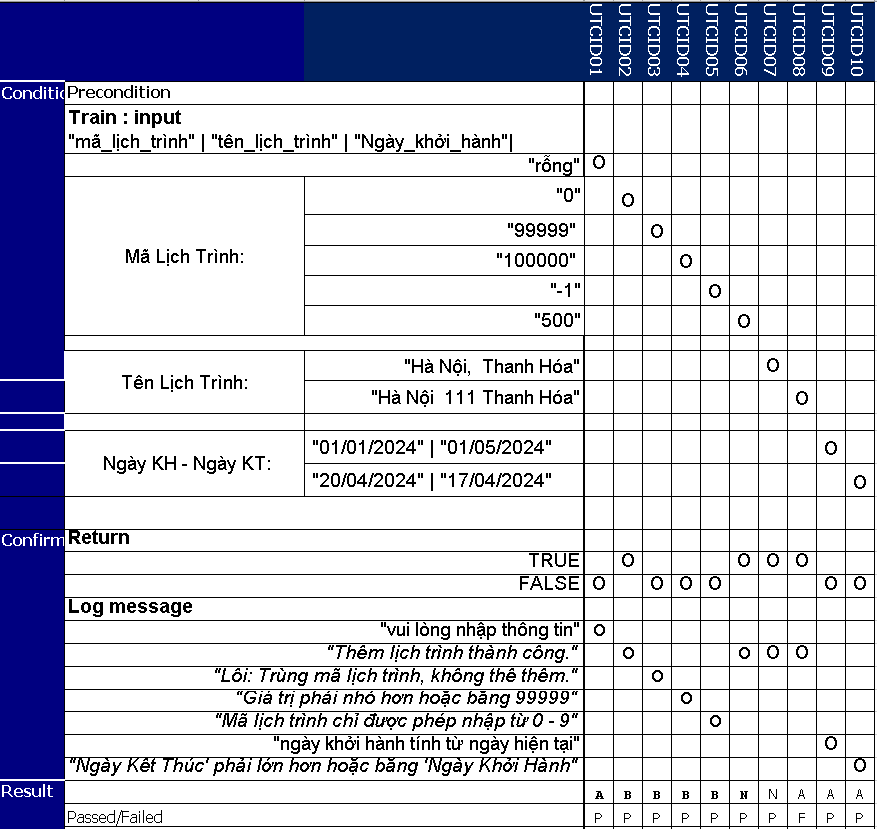 UTCID01 UTCID02 UTCID03 UTCID04 UTCID05 UTCID06 UTCID07 UTCID08 UTCID09 UTCID10
Conditic Precondition
Train : input
"mã_lịch_trình" | "tên_lịch_trình" | "Ngày_khởi_hành"|
"rỗng" O
"0" O
"99999" O
Mã Lịch Trình:
"100000" O
"-1" O
"500" O
"Hà Nội, Thanh Hóa" O
Tên Lịch Trình:
"Hà Nội 111 Thanh Hóa" O
"01/01/2024" | "01/05/2024" O
Ngày KH - Ngày KT:
"20/04/2024" | "17/04/2024" O
Confirm Return
TRUE O O O O
FALSE O O O O O O
Log message
"vui lòng nhập thông tin" O
"Thêm lịch trình thành công." O O O O
"Lỗi: Trùng mã lịch trình, không thể thêm." O
"Giá trị phải nhỏ hơn hoặc bằng 99999" O
"Mã lịch trình chỉ được phép nhập từ 0 - 9" O
"ngày khởi hành tính từ ngày hiện tại" O
"Ngày Kết Thúc' phải lớn hơn hoặc bằng 'Ngày Khởi Hành" O
Result A B B B B N N A A A
Passed/Failed P P P P P P P F P P